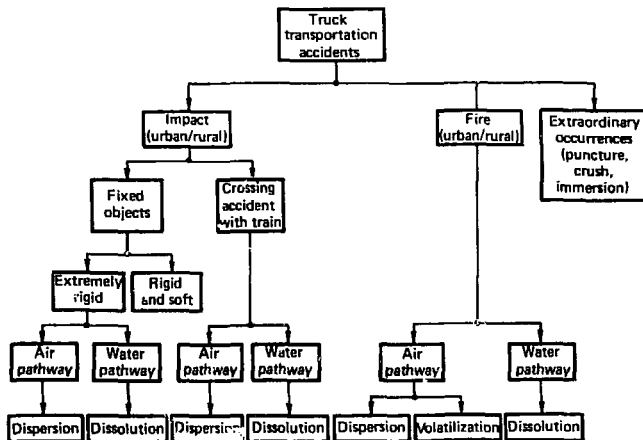 Truck
transportation
accidents
Impact
(urban/rural)
Fire
(urban/rural)
Extraordinary
occurrences
(puncture,
crush,
immersion)
Fixed
objects
Crossing
accident
with train
Extremely
rigid
Rigid
and soft
Air
pathway
Water
pathway
Air
pathway
Water
pathway
Air
pathway
Water
pathway
Dispersion
Dissolution
Dispersion
Dissolution
Dispersion
Volatilization
Dissolution